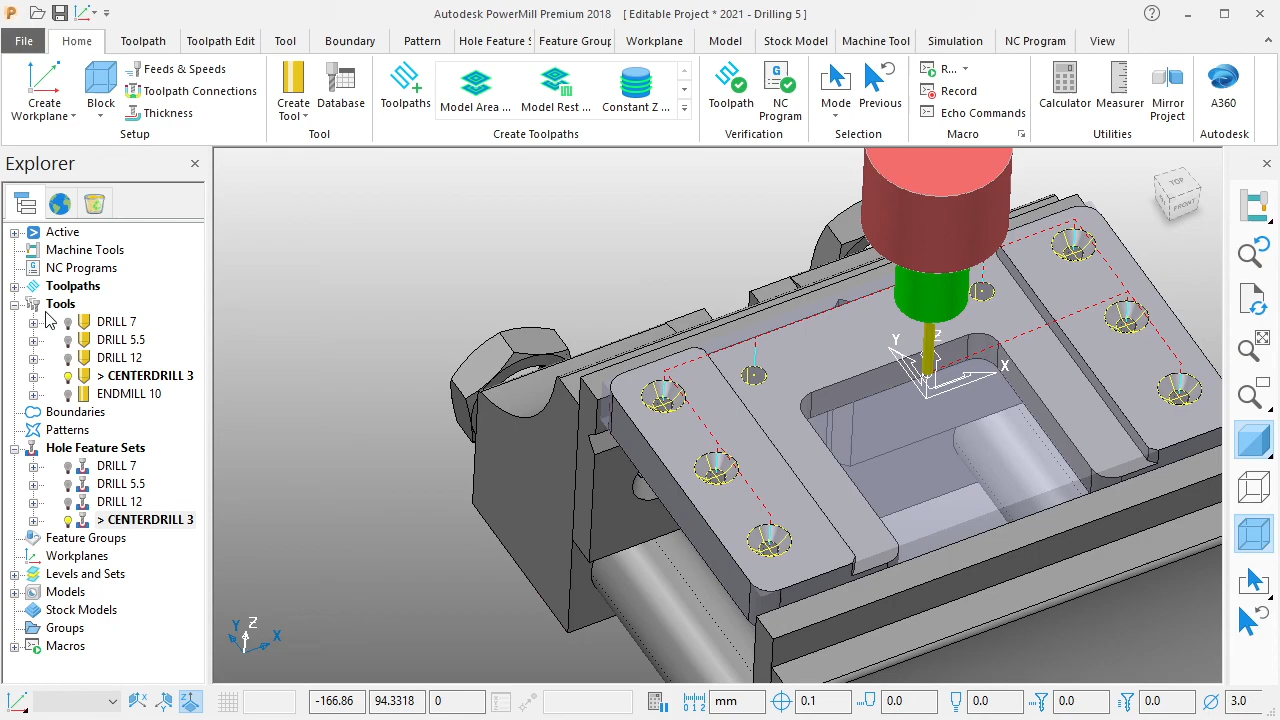 Autodesk PowerMill Premium 2018 [ Editable Project * 2021 - Drilling 5 ]
File Home Toolpath Toolpath Edit Tool Boundary Pattern Hole Feature S Feature Group Workplane Model Stock Model Machine Tool Simulation NC Program View
Create Workplane
Block
Feeds & Speeds
Toolpath Connections
Thickness
Setup
Create Tool
Database
Tool
Toolpaths
Model Area ...
Model Rest ...
Constant Z ...
Create Toolpaths
Toolpath
NC Program
Verification
Mode
Previous
Selection
R...
Record
Echo Commands
Macro
Calculator
Measurer
Mirror Project
Utilities
A360
Autodesk
Explorer
Active
Machine Tools
NC Programs
Toolpaths
Tools
DRILL 7
DRILL 5.5
DRILL 12
> CENTERDRILL 3
ENDMILL 10
Boundaries
Patterns
Hole Feature Sets
DRILL 7
DRILL 5.5
DRILL 12
> CENTERDRILL 3
Feature Groups
Workplanes
Levels and Sets
Models
Stock Models
Groups
Macros
TOP
FRONT
Z
Y
X
Y Z X
-166.86 94.3318 0 mm 0.1 0.0 0.0 0.0 0.0 3.0